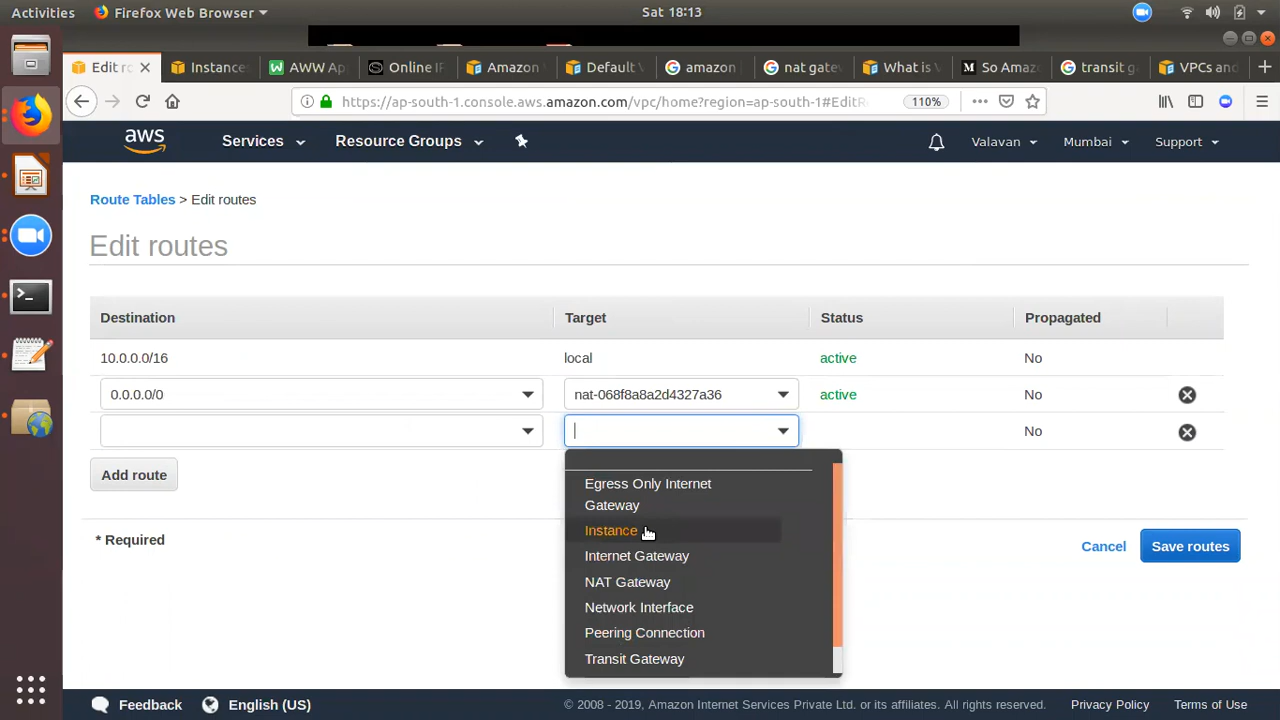 Activities
Firefox Web Browser
Sat 18:13
Edit ro
Instances
AWW Ap
Online IP
Amazon
Default V
amazon
nat gate
What is V
So Amaz
transit g
VPCs and
https://ap-south-1.console.aws.amazon.com/vpc/home?region=ap-south-1#EditR
110%
aws
Services
Resource Groups
Valavan
Mumbai
Support
Route Tables > Edit routes
Edit routes
Destination
Target
Status
Propagated
10.0.0.0/16
local
active
No
0.0.0.0/0
nat-068f8a8a2d4327a36
active
No
No
Add route
Egress Only Internet
Gateway
Instance
Internet Gateway
NAT Gateway
Network Interface
Peering Connection
Transit Gateway
* Required
Cancel
Save routes
Feedback
English (US)
© 2008 - 2019, Amazon Internet Services Private Ltd. or its affiliates. All rights reserved.
Privacy Policy
Terms of Use